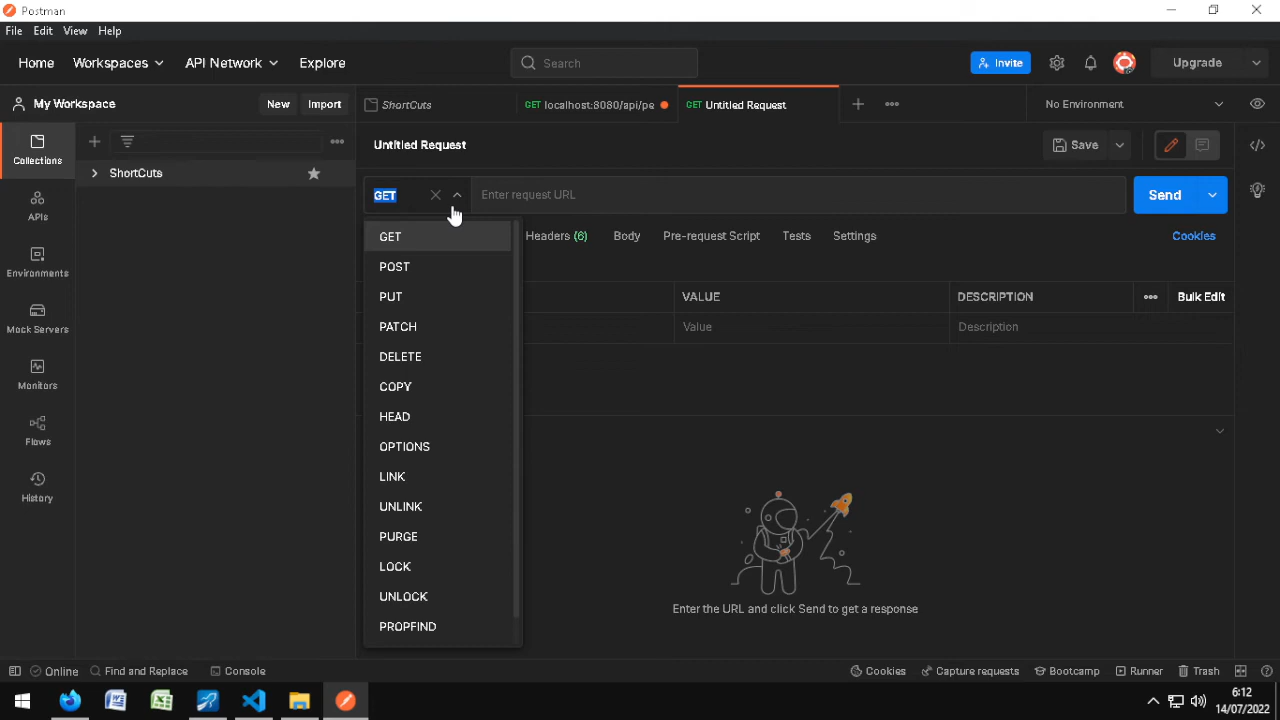 Postman
File Edit View Help
Home Workspaces API Network Explore Search Invite Upgrade
My Workspace New Import ShortCuts GET localhost:8080/api/pe GET Untitled Request No Environment
Collections
APIs
Environments
Mock Servers
Monitors
Flows
History
ShortCuts
Untitled Request Save
GET Enter request URL Send
Headers (6) Body Pre-request Script Tests Settings Cookies
VALUE DESCRIPTION Bulk Edit
Value Description
GET
POST
PUT
PATCH
DELETE
COPY
HEAD
OPTIONS
LINK
UNLINK
PURGE
LOCK
UNLOCK
PROPFIND
Enter the URL and click Send to get a response
Online Find and Replace Console Cookies Capture requests Bootcamp Runner Trash
6:12
14/07/2022